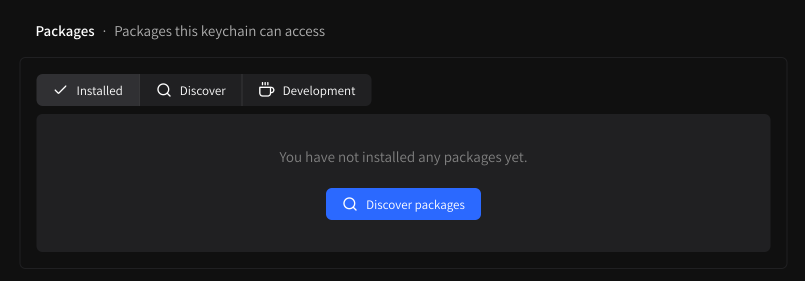 Packages · Packages this keychain can access
Installed Discover Development
You have not installed any packages yet.
Discover packages